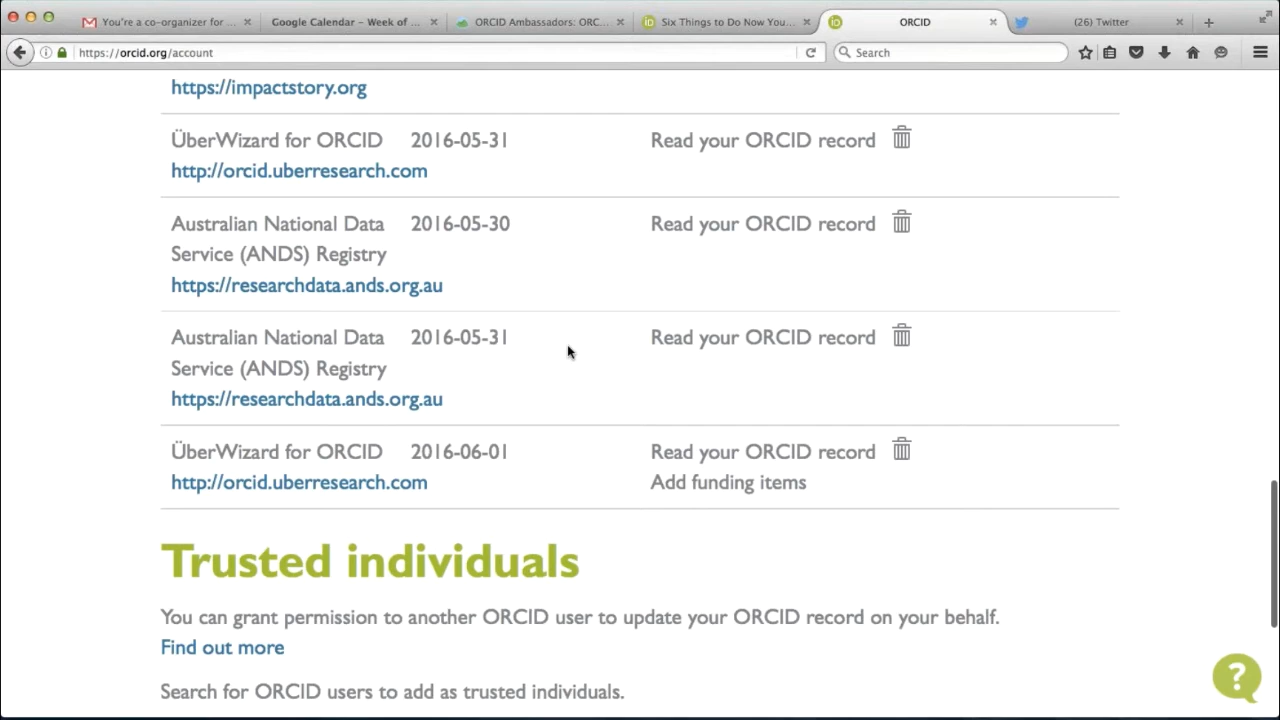 You're a co-organizer for ...
Google Calendar – Week of ...
ORCID Ambassadors: ORC...
Six Things to Do Now You...
ORCID
(26) Twitter
https://orcid.org/account
Search
https://impactstory.org
ÜberWizard for ORCID 2016-05-31 Read your ORCID record
http://orcid.uberresearch.com
Australian National Data 2016-05-30 Read your ORCID record
Service (ANDS) Registry
https://researchdata.ands.org.au
Australian National Data 2016-05-31 Read your ORCID record
Service (ANDS) Registry
https://researchdata.ands.org.au
ÜberWizard for ORCID 2016-06-01 Read your ORCID record
http://orcid.uberresearch.com Add funding items
Trusted individuals
You can grant permission to another ORCID user to update your ORCID record on your behalf.
Find out more
Search for ORCID users to add as trusted individuals.
?